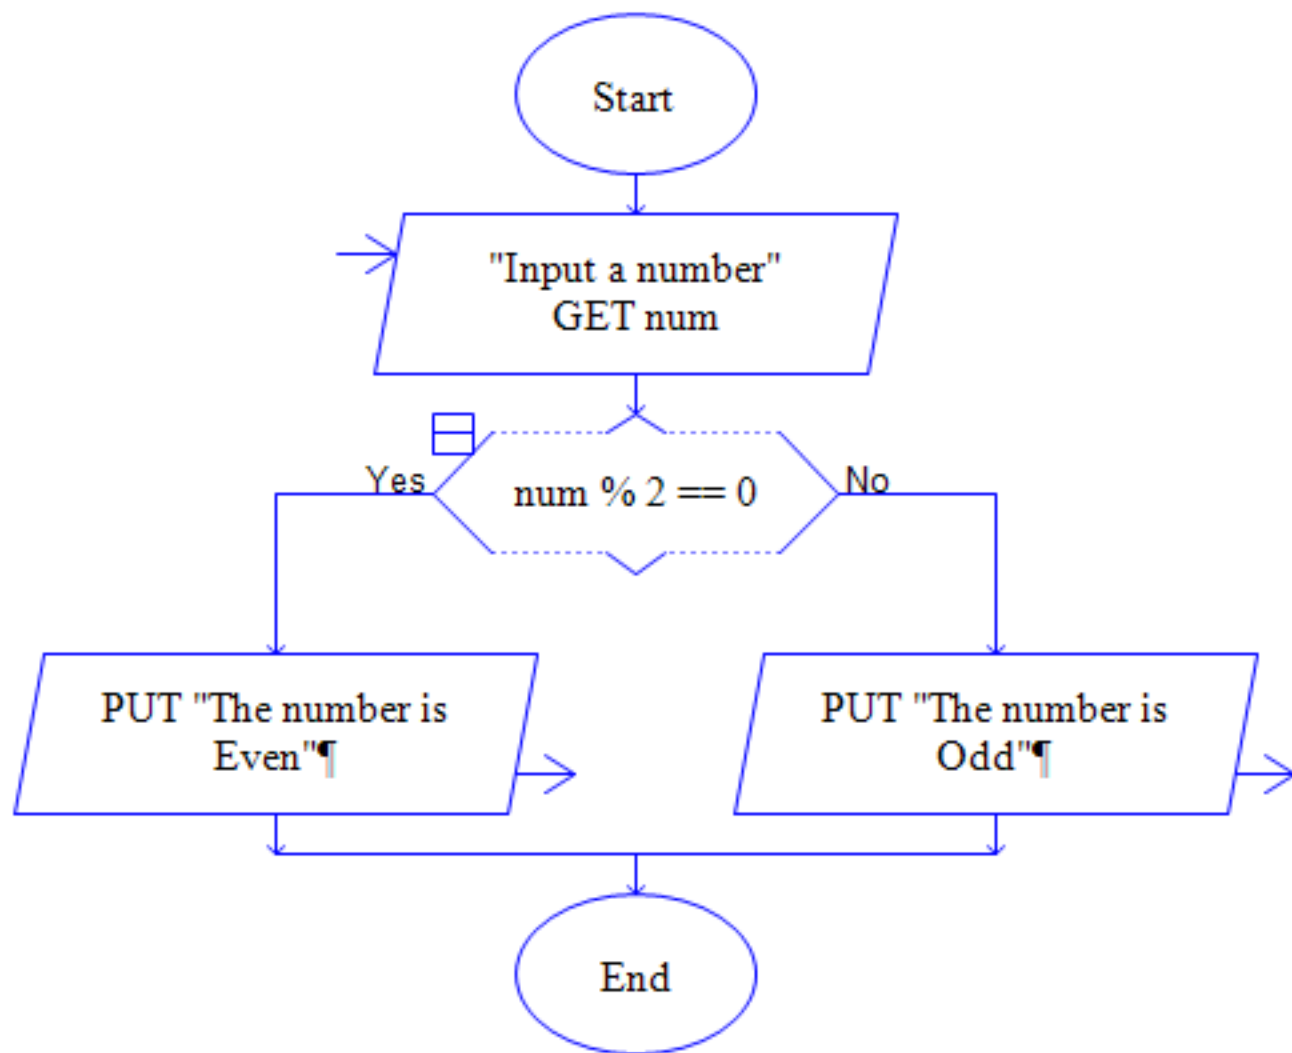 Start
"Input a number"
GET num
Yes
num % 2 == 0
No
PUT "The number is
Even"¶
PUT "The number is
Odd"¶
End